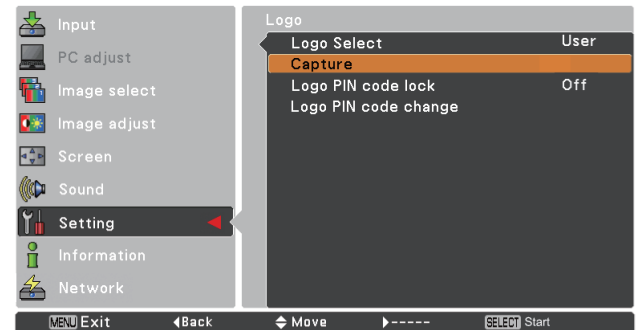 Input
PC adjust
Image select
Image adjust
Screen
Sound
Setting
Information
Network
Logo
Logo Select User
Capture
Logo PIN code lock Off
Logo PIN code change
MENU Exit Back Move ----- SELECT Start